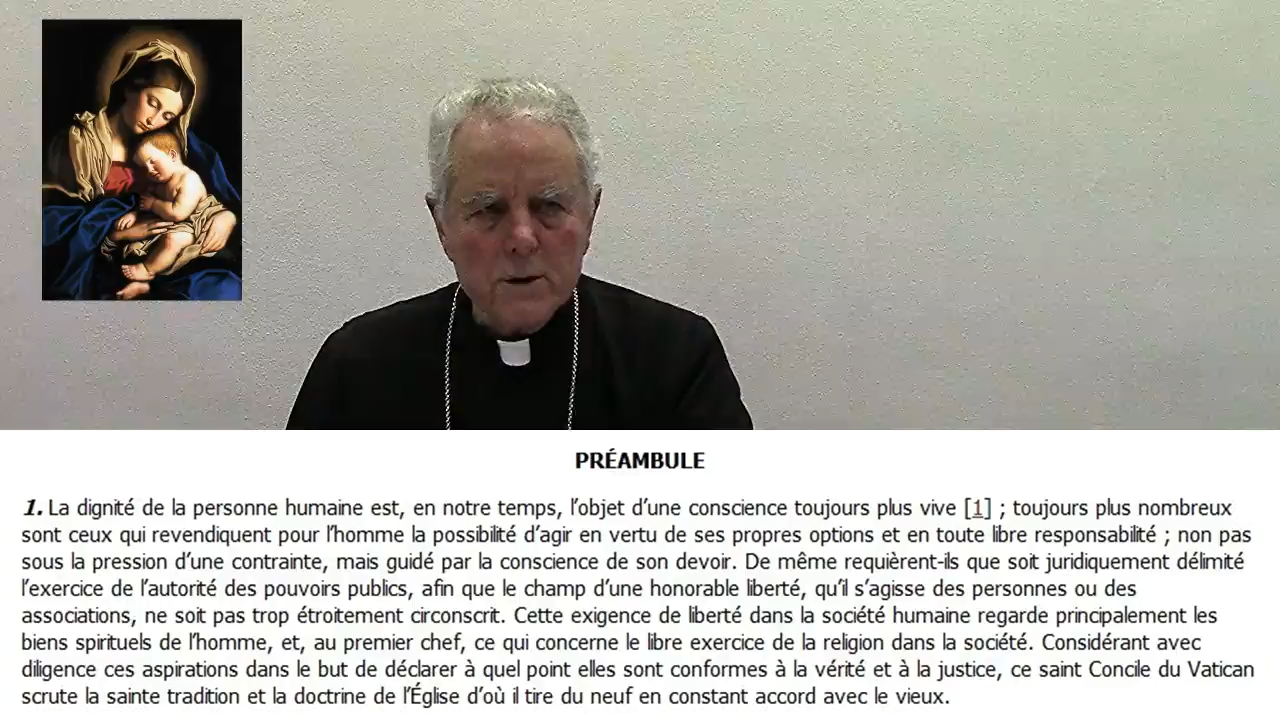 PRÉAMBULE
1. La dignité de la personne humaine est, en notre temps, l’objet d’une conscience toujours plus vive [1] ; toujours plus nombreux
sont ceux qui revendiquent pour l’homme la possibilité d’agir en vertu de ses propres options et en toute libre responsabilité ; non pas
sous la pression d’une contrainte, mais guidé par la conscience de son devoir. De même requièrent-ils que soit juridiquement délimité
l’exercice de l’autorité des pouvoirs publics, afin que le champ d’une honorable liberté, qu’il s’agisse des personnes ou des
associations, ne soit pas trop étroitement circonscrit. Cette exigence de liberté dans la société humaine regarde principalement les
biens spirituels de l’homme, et, au premier chef, ce qui concerne le libre exercice de la religion dans la société. Considérant avec
diligence ces aspirations dans le but de déclarer à quel point elles sont conformes à la vérité et à la justice, ce saint Concile du Vatican
scrute la sainte tradition et la doctrine de l’Église d’où il tire du neuf en constant accord avec le vieux.